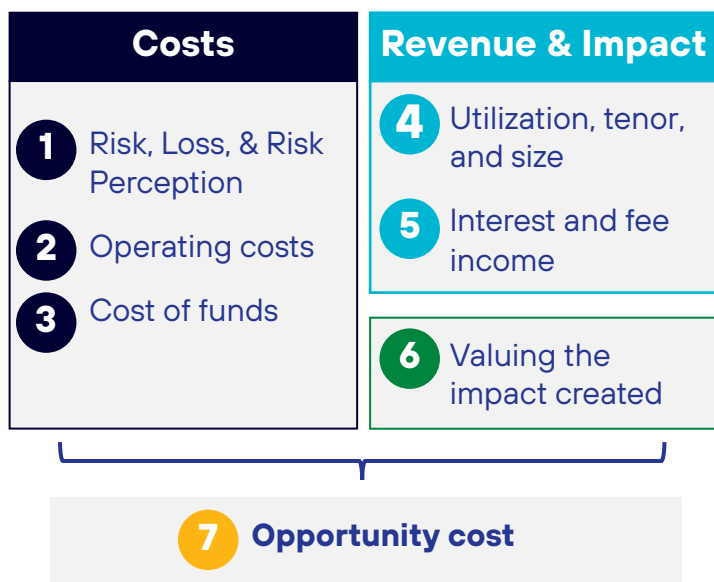 Costs
1 Risk, Loss, & Risk
Perception
2 Operating costs
3 Cost of funds
Revenue & Impact
4 Utilization, tenor,
and size
5 Interest and fee
income
6 Valuing the
impact created
7 Opportunity cost